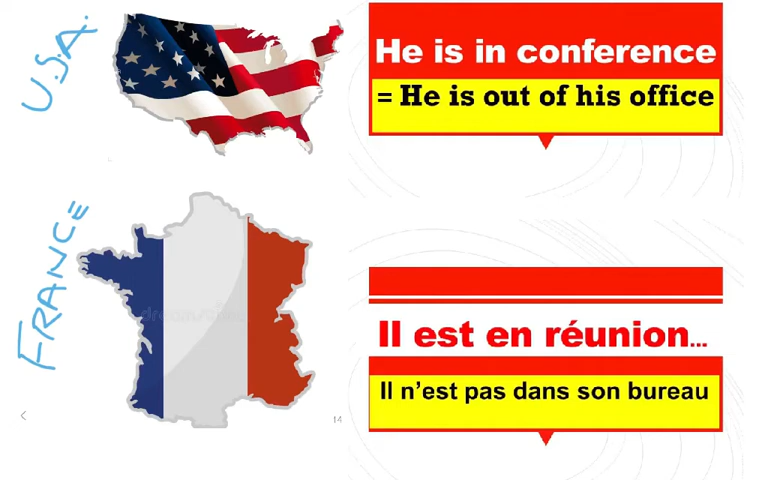 U.S.A.
He is in conference
= He is out of his office
FRANCE
Il est en réunion...
Il n'est pas dans son bureau
14